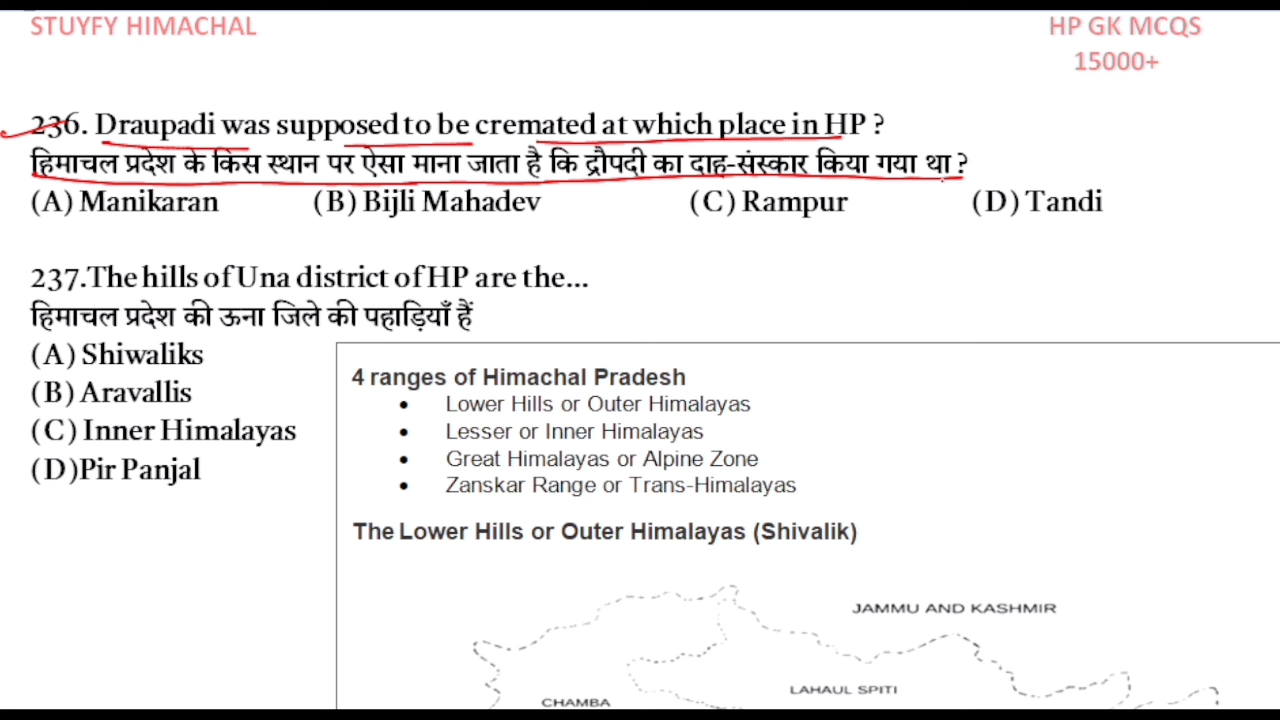 STUYFY HIMACHAL
HP GK MCQS
15000+
236. Draupadi was supposed to be cremated at which place in HP ?
हिमाचल प्रदेश के किस स्थान पर ऐसा माना जाता है कि द्रौपदी का दाह-संस्कार किया गया था ?
(A) Manikaran (B) Bijli Mahadev (C) Rampur (D) Tandi
237.The hills of Una district of HP are the...
हिमाचल प्रदेश की ऊना जिले की पहाड़ियाँ हैं
(A) Shiwaliks
(B) Aravallis
(C) Inner Himalayas
(D)Pir Panjal
4 ranges of Himachal Pradesh
• Lower Hills or Outer Himalayas
• Lesser or Inner Himalayas
• Great Himalayas or Alpine Zone
• Zanskar Range or Trans-Himalayas
The Lower Hills or Outer Himalayas (Shivalik)
JAMMU AND KASHMIR
LAHAUL SPITI
CHAMBA